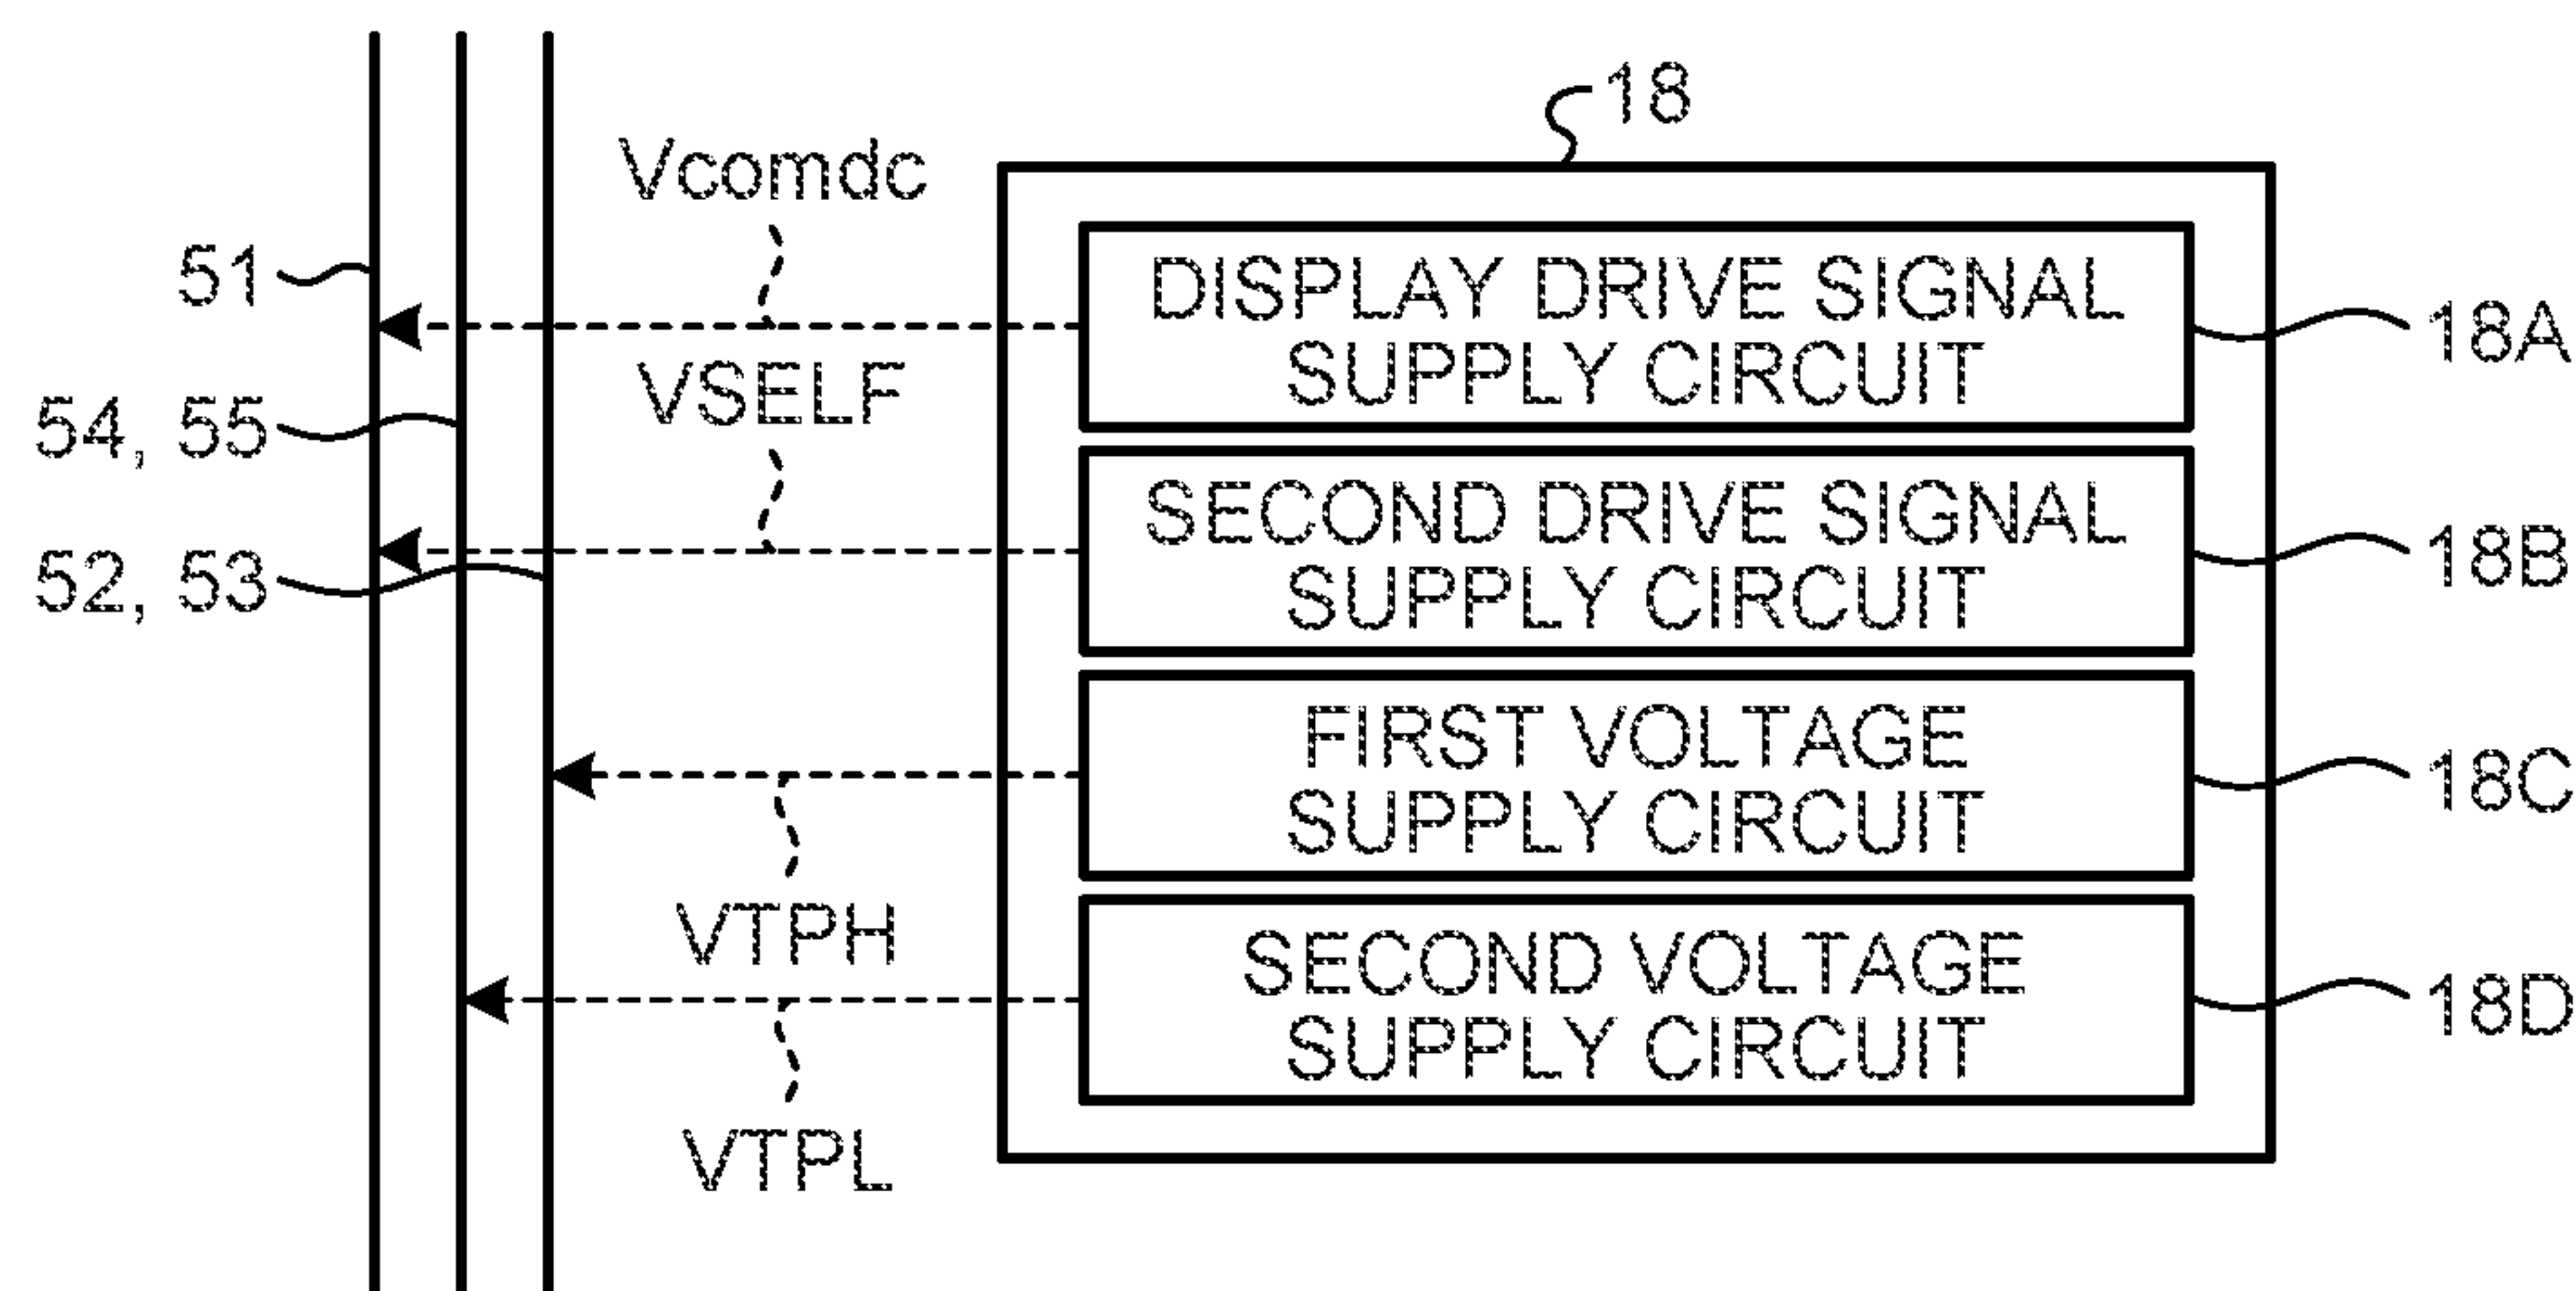 18
Vcomdc
51
DISPLAY DRIVE SIGNAL
SUPPLY CIRCUIT
18A
VSELF
54, 55
SECOND DRIVE SIGNAL
SUPPLY CIRCUIT
18B
52, 53
FIRST VOLTAGE
SUPPLY CIRCUIT
18C
VTPH
SECOND VOLTAGE
SUPPLY CIRCUIT
18D
VTPL